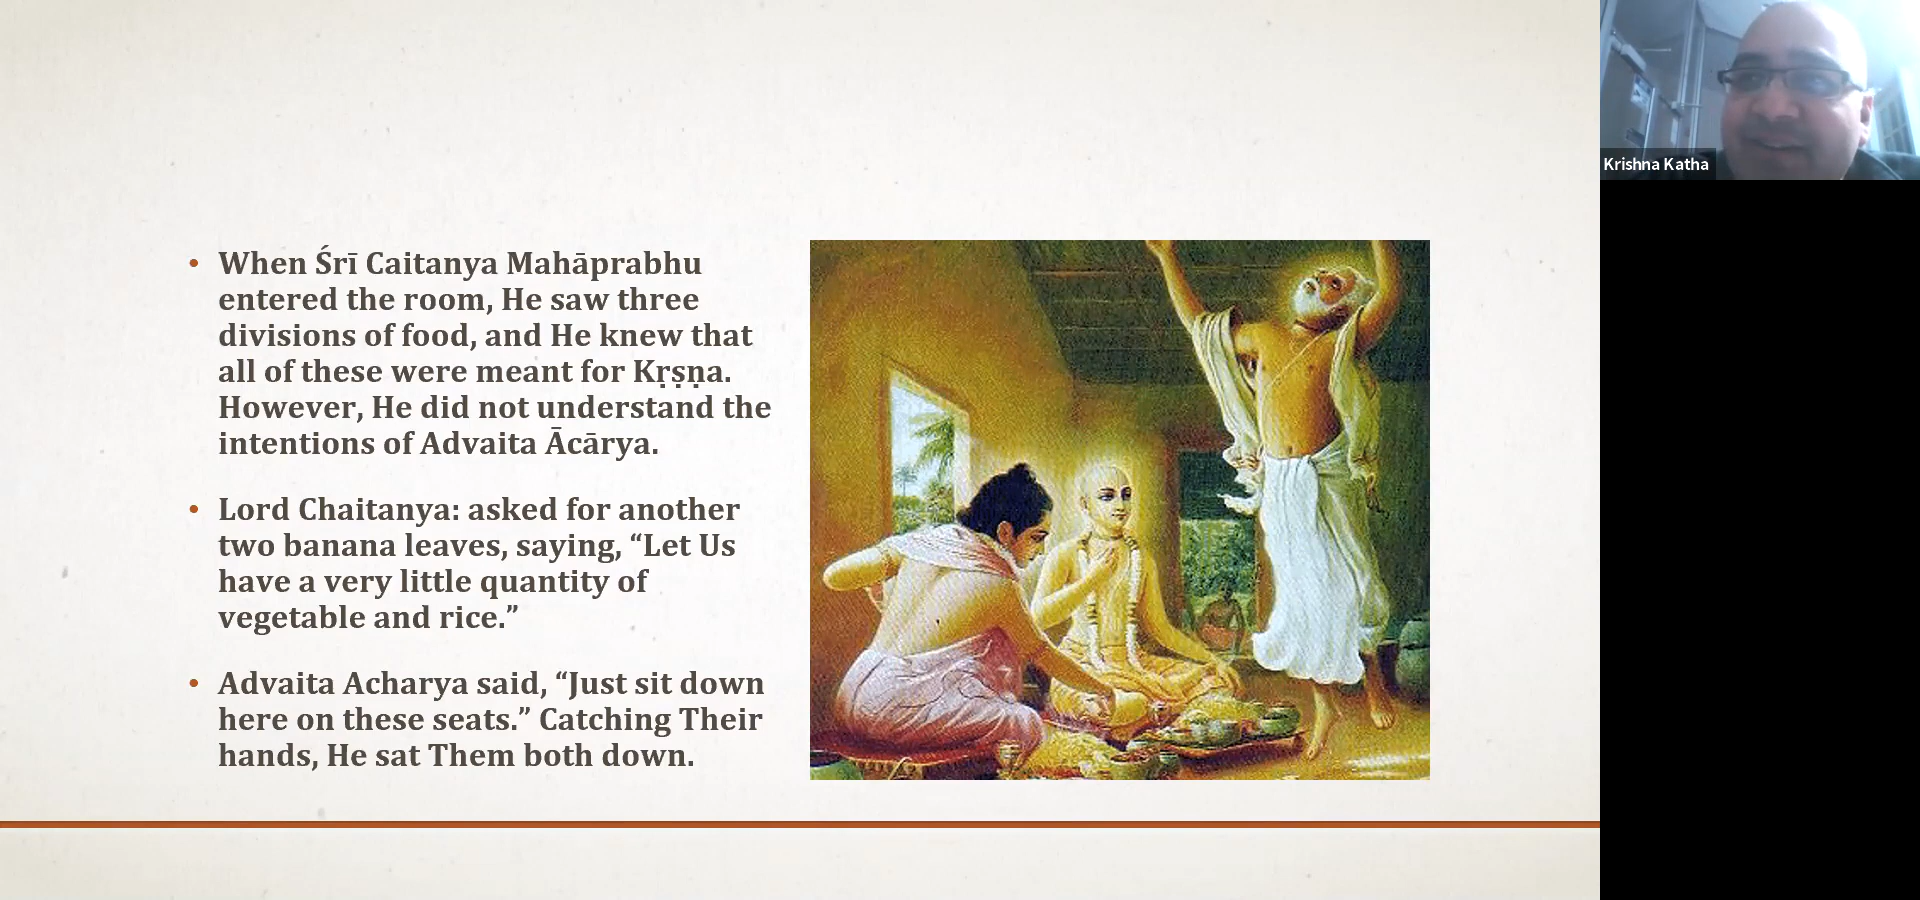 When Śrī Caitanya Mahāprabhu
entered the room, He saw three
divisions of food, and He knew that
all of these were meant for Kṛṣṇa.
However, He did not understand the
intentions of Advaita Ācārya.
Lord Chaitanya: asked for another
two banana leaves, saying, “Let Us
have a very little quantity of
vegetable and rice.”
Advaita Acharya said, “Just sit down
here on these seats.” Catching Their
hands, He sat Them both down.
Krishna Katha